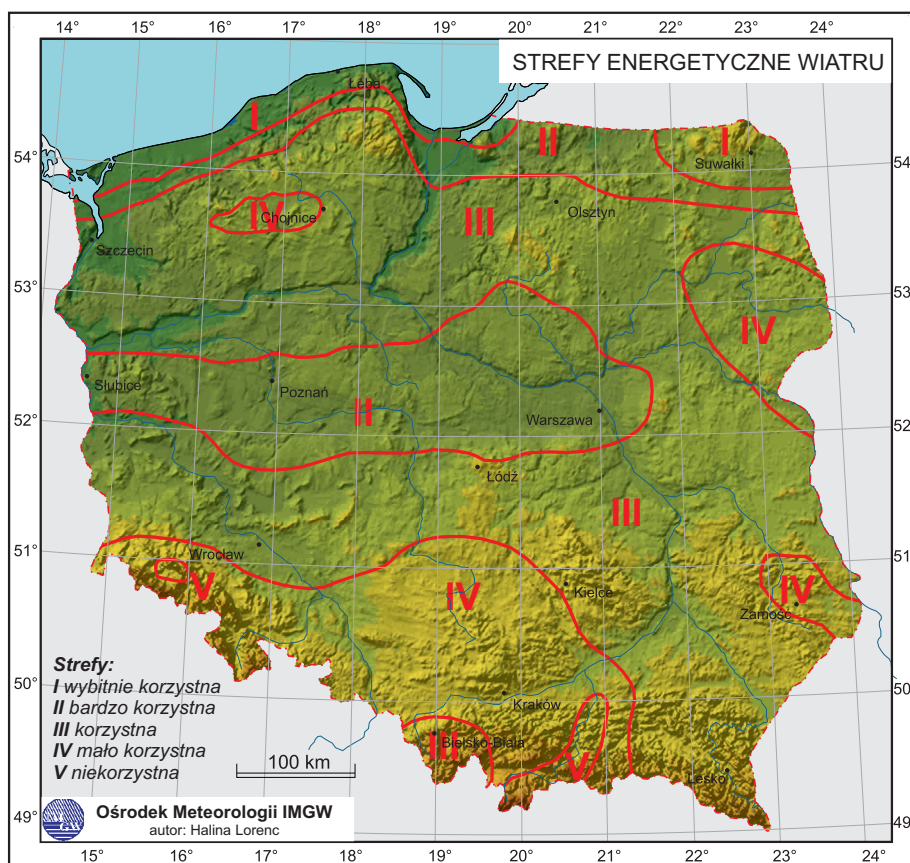 14° 15° 16° 17° 18° 19° 20° 21° 22° 23° 24°
STREFY ENERGETYCZNE WIATRU
Łeba
I
II
I
54°
Suwałki
54°
IV
Chojnice
III
Olsztyn
Szczecin
53°
53°
IV
Słubice
Poznań
II
Warszawa
52°
52°
Łódź
III
51°
Wrocław
51°
V
IV
Kielce
IV
Zamość
Strefy:
I wybitnie korzystna
II bardzo korzystna
III korzystna
IV mało korzystna
V niekorzystna
50°
50°
Kraków
III
Bielsko-Biała
V
Lesko
100 km
Ośrodek Meteorologii IMGW
autor: Halina Lorenc
49°
49°
15° 16° 17° 18° 19° 20° 21° 22° 23°